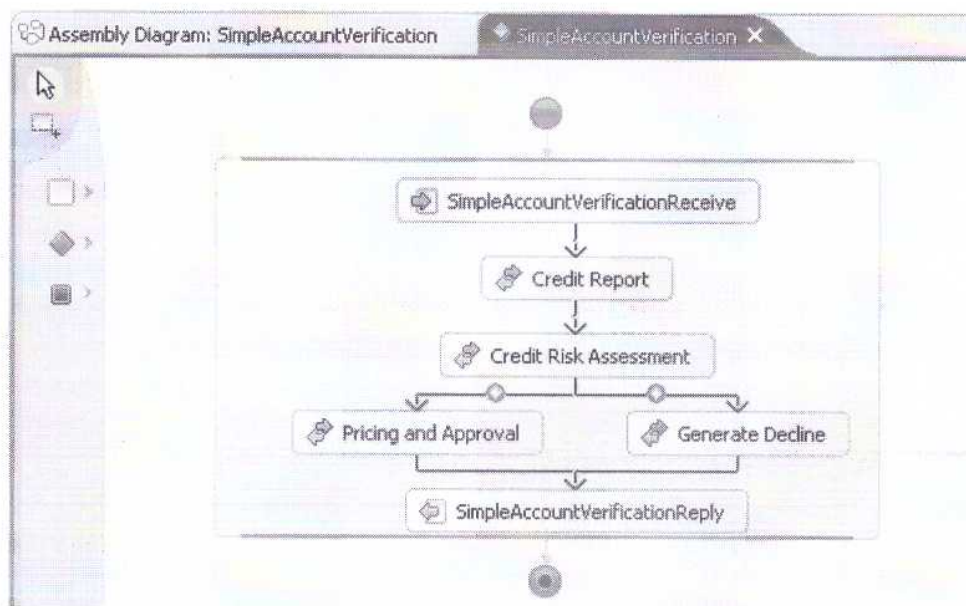 Assembly Diagram: SimpleAccountVerification
SimpleAccountVerification
SimpleAccountVerificationReceive
Credit Report
Credit Risk Assessment
Pricing and Approval
Generate Decline
SimpleAccountVerificationReply